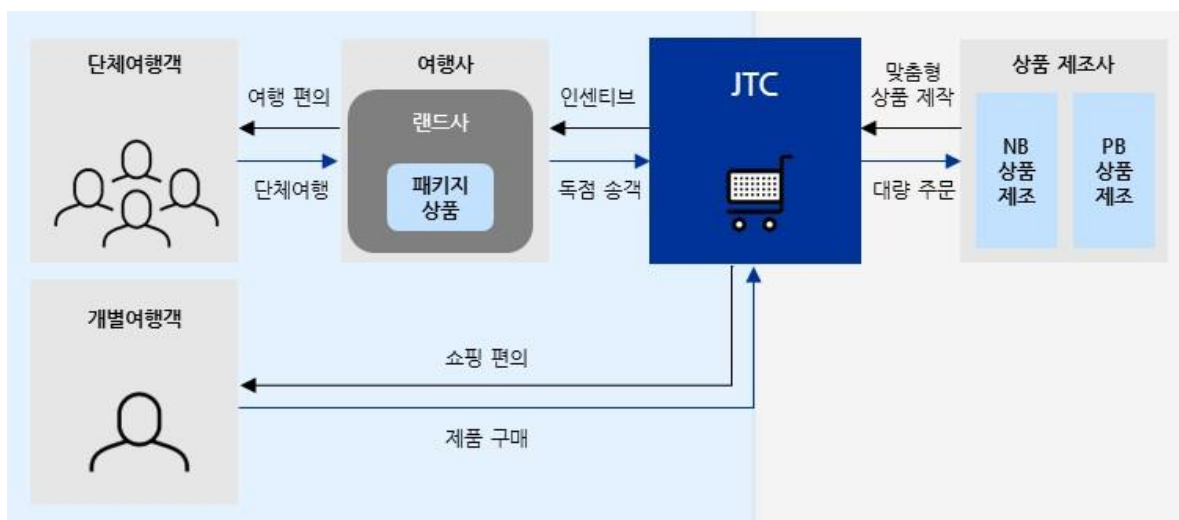 단체여행객
여행 편의
단체여행
여행사
랜드사
패키지
상품
인센티브
독점 송객
JTC
맞춤형
상품 제작
대량 주문
상품 제조사
NB
상품
제조
PB
상품
제조
개별여행객
쇼핑 편의
제품 구매